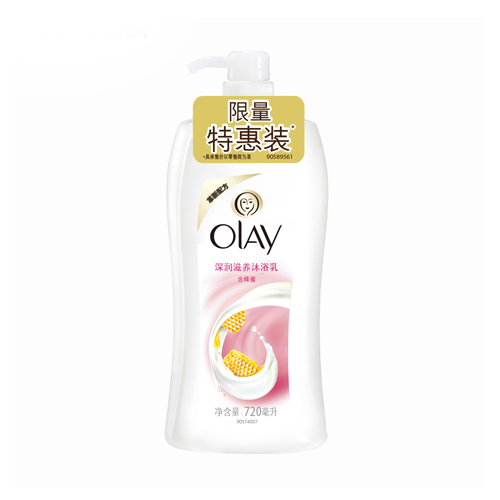 限量
特惠装*
•具体售价以零售商为准 90589561
革新配方
OLAY
深润滋养沐浴乳
含蜂蜜
净含量 720毫升
90574007